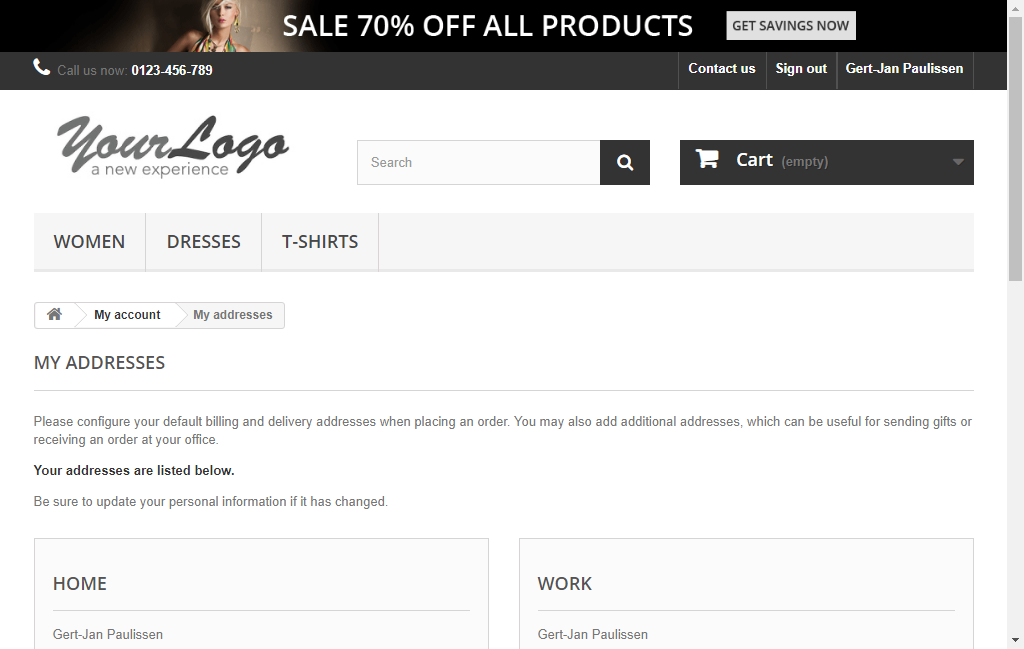 SALE 70% OFF ALL PRODUCTS GET SAVINGS NOW
Call us now: 0123-456-789 Contact us Sign out Gert-Jan Paulissen
YourLogo
a new experience
Search
Cart (empty)
WOMEN DRESSES T-SHIRTS
My account My addresses
MY ADDRESSES
Please configure your default billing and delivery addresses when placing an order. You may also add additional addresses, which can be useful for sending gifts or
receiving an order at your office.
Your addresses are listed below.
Be sure to update your personal information if it has changed.
HOME
Gert-Jan Paulissen
WORK
Gert-Jan Paulissen